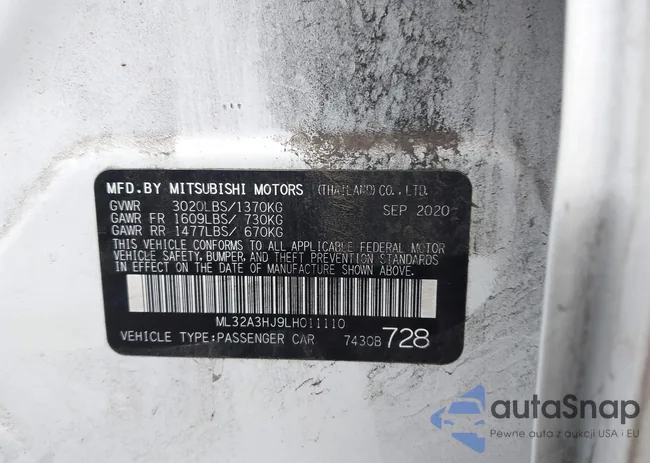 MFD.BY MITSUBISHI MOTORS (THAILAND) CO., LTD.
GVWR 3020LBS/1370KG SEP 2020
GAWR FR 1609LBS/ 730KG
GAWR RR 1477LBS/ 670KG
THIS VEHICLE CONFORMS TO ALL APPLICABLE FEDERAL MOTOR
VEHICLE SAFETY, BUMPER, AND THEFT PREVENTION STANDARDS
IN EFFECT ON THE DATE OF MANUFACTURE SHOWN ABOVE.
ML32A3HJ9LH011110
VEHICLE TYPE:PASSENGER CAR 7430B 728
autaSnap
Pewne auta z aukcji USA i EU